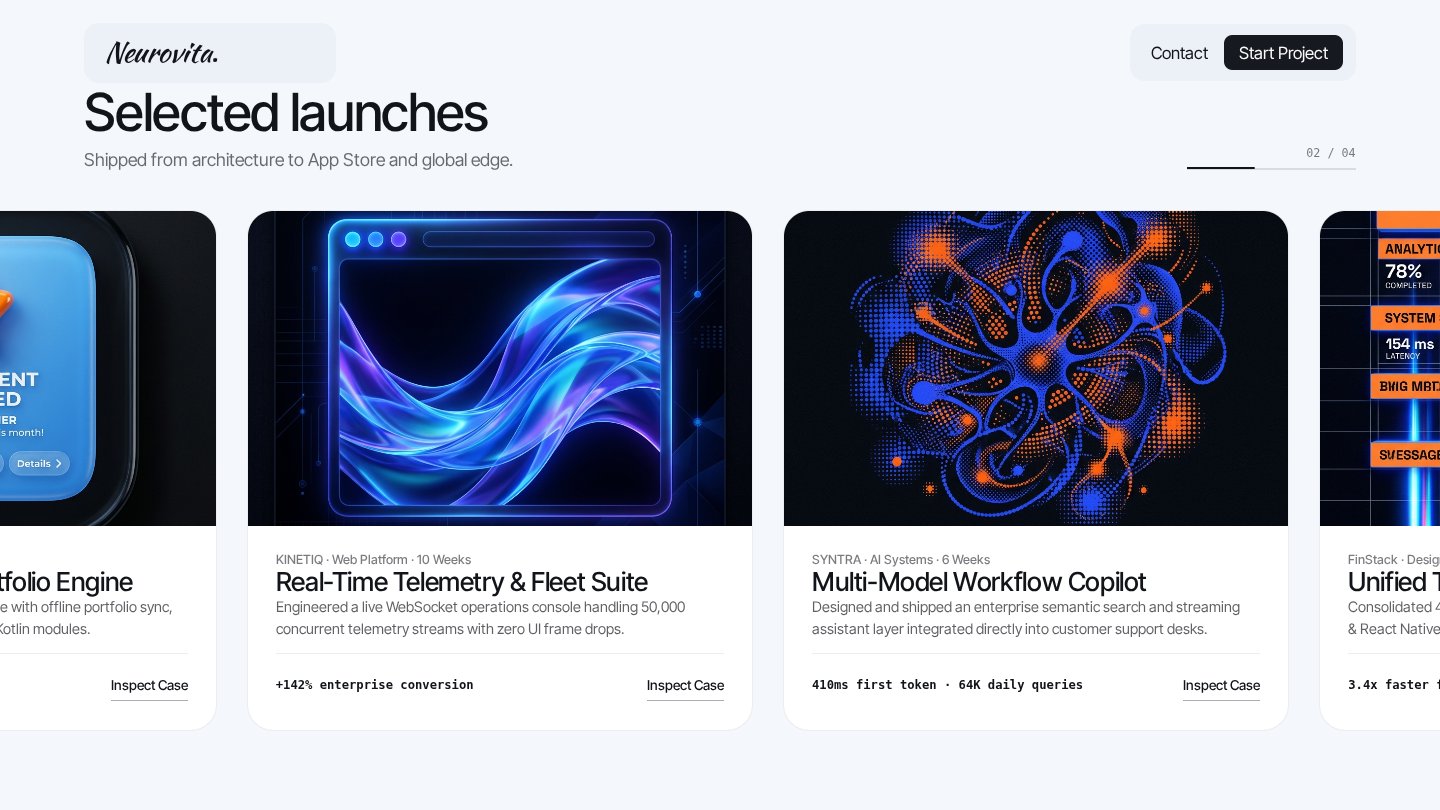 Neurovita.
Contact
Start Project
Selected launches
Shipped from architecture to App Store and global edge.
02 / 04
ENT
ED
ER
s month!
Details
tfolio Engine
e with offline portfolio sync,
Kotlin modules.
Inspect Case
KINETIQ · Web Platform · 10 Weeks
Real-Time Telemetry & Fleet Suite
Engineered a live WebSocket operations console handling 50,000
concurrent telemetry streams with zero UI frame drops.
+142% enterprise conversion
Inspect Case
SYNTRA · AI Systems · 6 Weeks
Multi-Model Workflow Copilot
Designed and shipped an enterprise semantic search and streaming
assistant layer integrated directly into customer support desks.
410ms first token · 64K daily queries
Inspect Case
ANALYTIC
78%
COMPLETED
SYSTEM
154 ms
LATENCY
FinStack · Desig
Unified T
Consolidated 4
& React Native
3.4x faster f